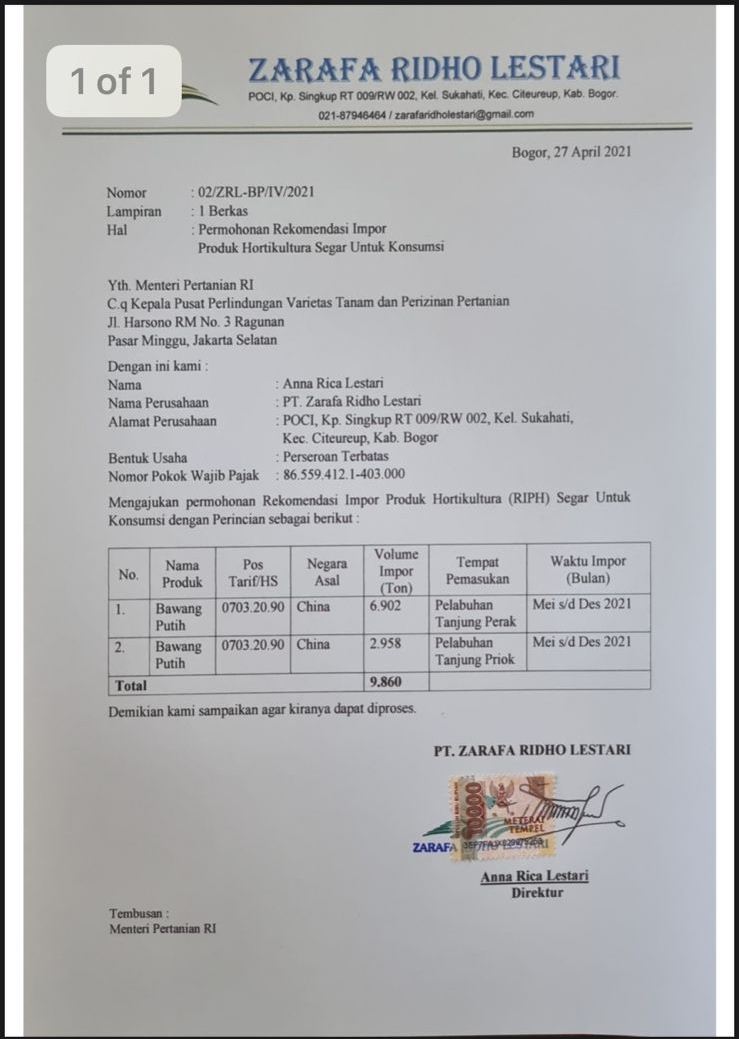 1 of 1
ZARAFA RIDHO LESTARI
POCI, Kp. Singkup RT 009/RW 002, Kel. Sukahati, Kec. Citeureup, Kab. Bogor.
021-87946464 / zarafaridholestari@gmail.com
Bogor, 27 April 2021
Nomor : 02/ZRL-BP/IV/2021
Lampiran : 1 Berkas
Hal : Permohonan Rekomendasi Impor
Produk Hortikultura Segar Untuk Konsumsi
Yth. Menteri Pertanian RI
C.q Kepala Pusat Perlindungan Varietas Tanam dan Perizinan Pertanian
Jl. Harsono RM No. 3 Ragunan
Pasar Minggu, Jakarta Selatan
Dengan ini kami :
Nama : Anna Rica Lestari
Nama Perusahaan : PT. Zarafa Ridho Lestari
Alamat Perusahaan : POCI, Kp. Singkup RT 009/RW 002, Kel. Sukahati,
Kec. Citeureup, Kab. Bogor
Bentuk Usaha : Perseroan Terbatas
Nomor Pokok Wajib Pajak : 86.559.412.1-403.000
Mengajukan permohonan Rekomendasi Impor Produk Hortikultura (RIPH) Segar Untuk
Konsumsi dengan Perincian sebagai berikut :
No. Nama Produk Pos Tarif/HS Negara Asal Volume Impor (Ton) Tempat Pemasukan Waktu Impor (Bulan)
1. Bawang Putih 0703.20.90 China 6.902 Pelabuhan Tanjung Perak Mei s/d Des 2021
2. Bawang Putih 0703.20.90 China 2.958 Pelabuhan Tanjung Priok Mei s/d Des 2021
Total 9.860
Demikian kami sampaikan agar kiranya dapat diproses.
PT. ZARAFA RIDHO LESTARI
10000
METERAI
TEMPEL
ZARAFA
Anna Rica Lestari
Direktur
Tembusan :
Menteri Pertanian RI